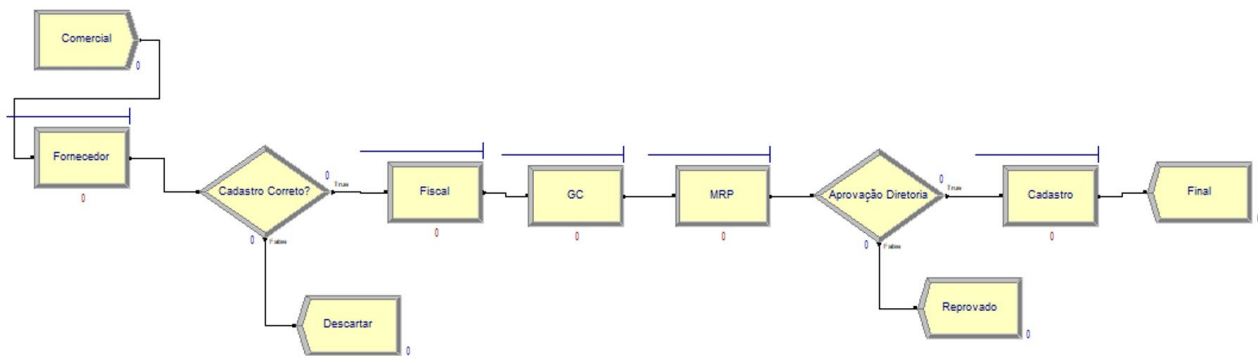 Comercial
0
Fornecedor
0
Cadastro Correto?
0
True
0
False
Descartar
0
Fiscal
0
GC
0
MRP
0
Aprovação Diretoria
0
True
0
False
Reprovado
0
Cadastro
0
Final
0